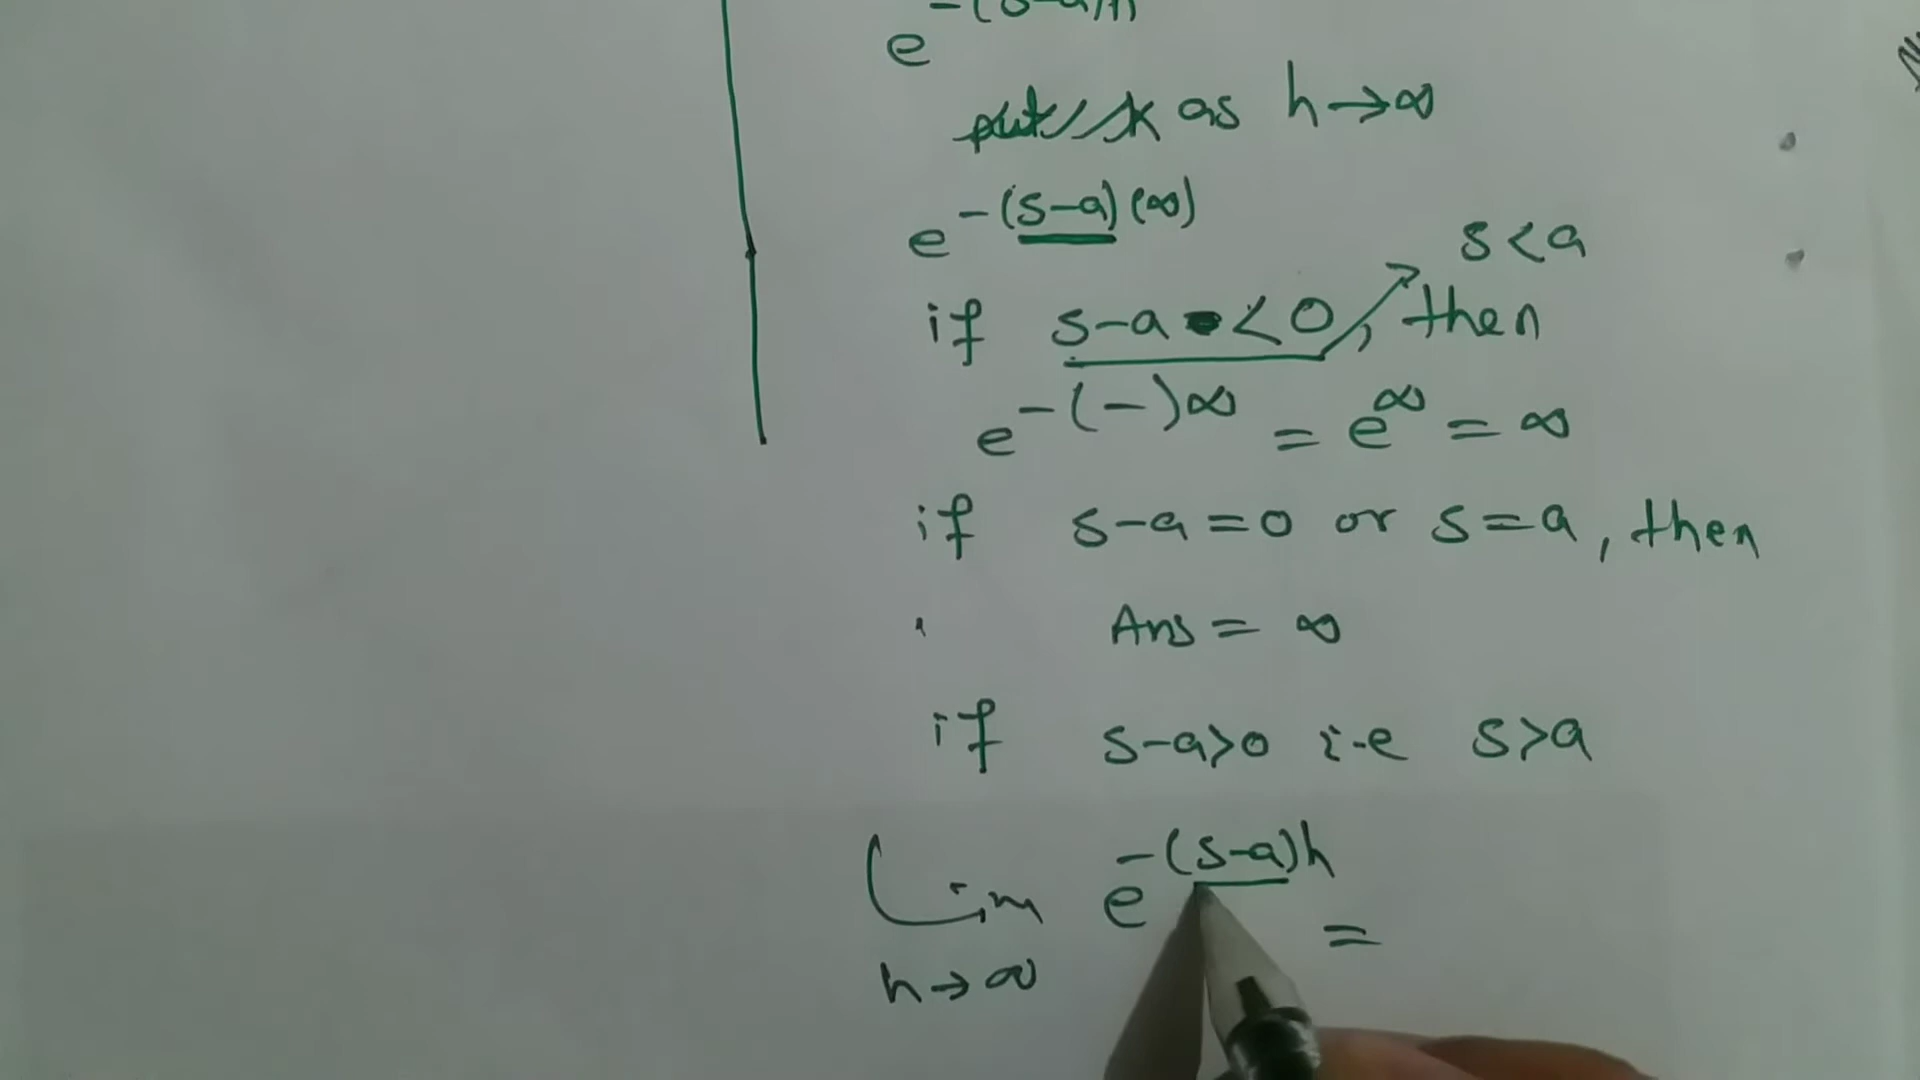 e^-(s-a)h
as h→∞
e^-(s-a)(∞)
s<a
if s-a <0, then
e^-(-)∞ = e^∞ = ∞
if s-a=0 or s=a, then
Ans = ∞
if s-a>0 i-e s>a
Lim e^-(s-a)h =
h→∞